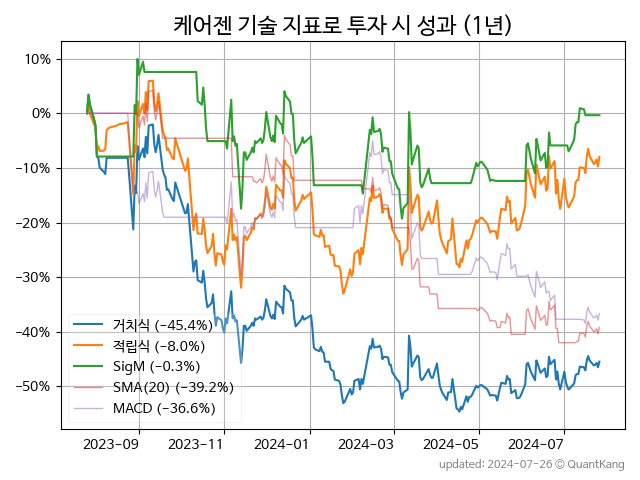 케어젠 기술 지표로 투자 시 성과 (1년)
10%
0%
−10%
−20%
−30%
−40%
−50%
거치식 (−45.4%)
적립식 (−8.0%)
SigM (−0.3%)
SMA(20) (−39.2%)
MACD (−36.6%)
2023−09 2023−11 2024−01 2024−03 2024−05 2024−07
updated: 2024-07-26 © QuantKang